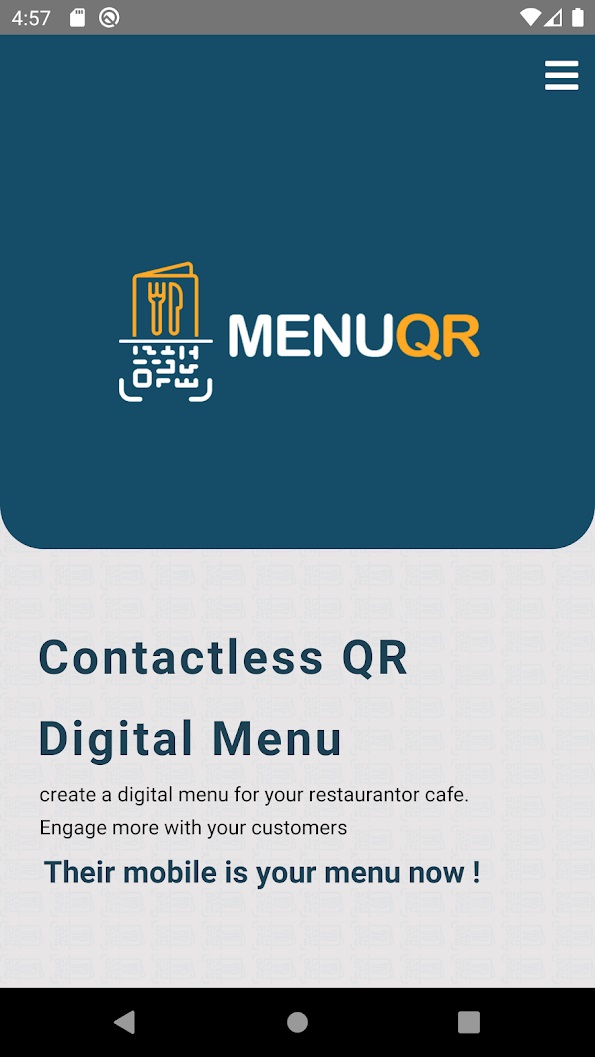 4:57
MENUQR
Contactless QR
Digital Menu
create a digital menu for your restaurantor cafe.
Engage more with your customers
Their mobile is your menu now !